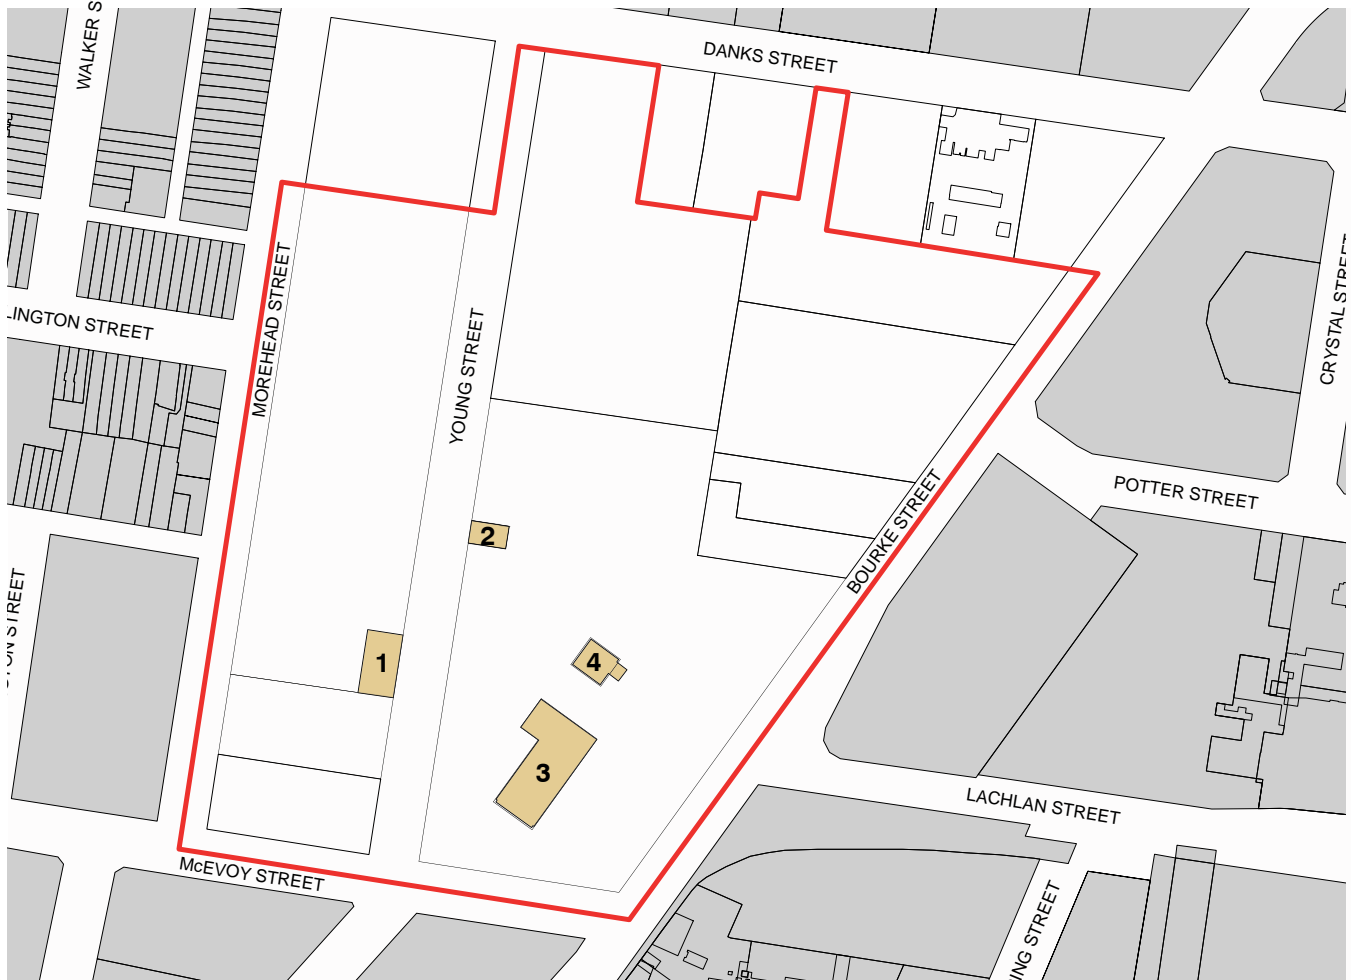 DANKS STREET
WALKER S
LINGTON STREET
MOREHEAD STREET
YOUNG STREET
CRYSTAL STREET
POTTER STREET
BOURKE STREET
2
1
4
3
STREET
LACHLAN STREET
McEVOY STREET
ING STREET